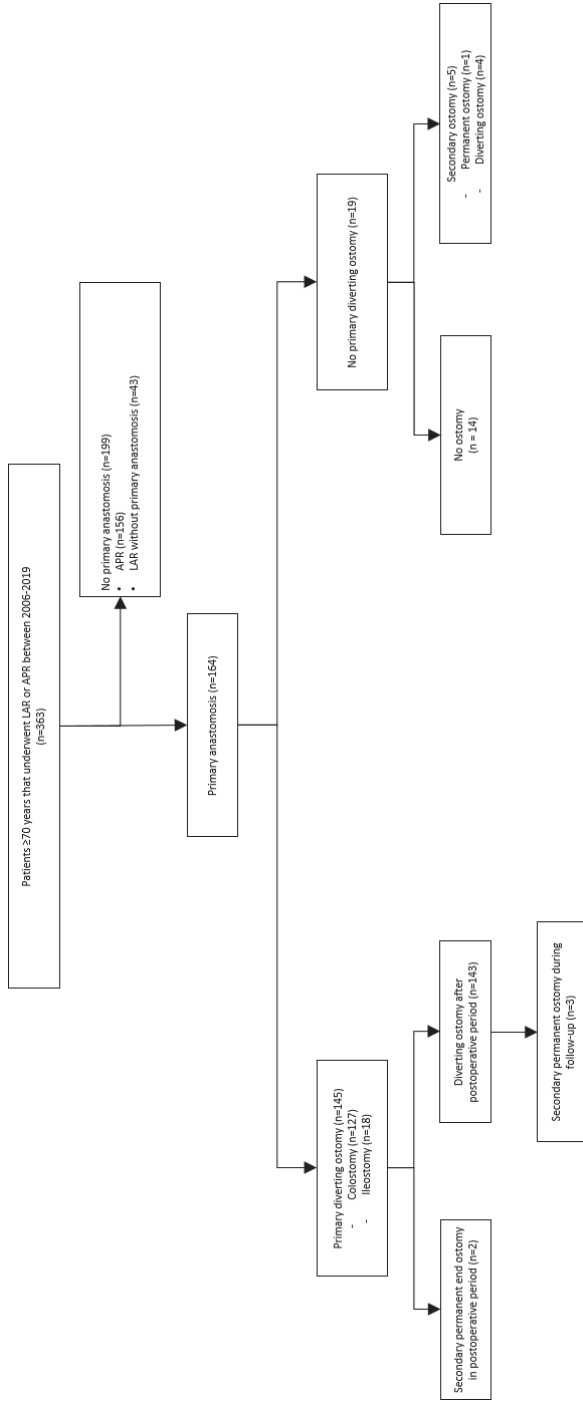 Patients ≥70 years that underwent LAR or APR between 2006-2019
(n=363)
No primary anastomosis (n=199)
• APR (n=156)
• LAR without primary anastomosis (n=43)
Primary anastomosis (n=164)
Primary diverting ostomy (n=145)
- Colostomy (n=127)
- Ileostomy (n=18)
No primary diverting ostomy (n=19)
Secondary permanent end ostomy
in postoperative period (n=2)
Diverting ostomy after
postoperative period (n=143)
No ostomy
(n = 14)
Secondary ostomy (n=5)
- Permanent ostomy (n=1)
- Diverting ostomy (n=4)
Secondary permanent ostomy during
follow-up (n=3)